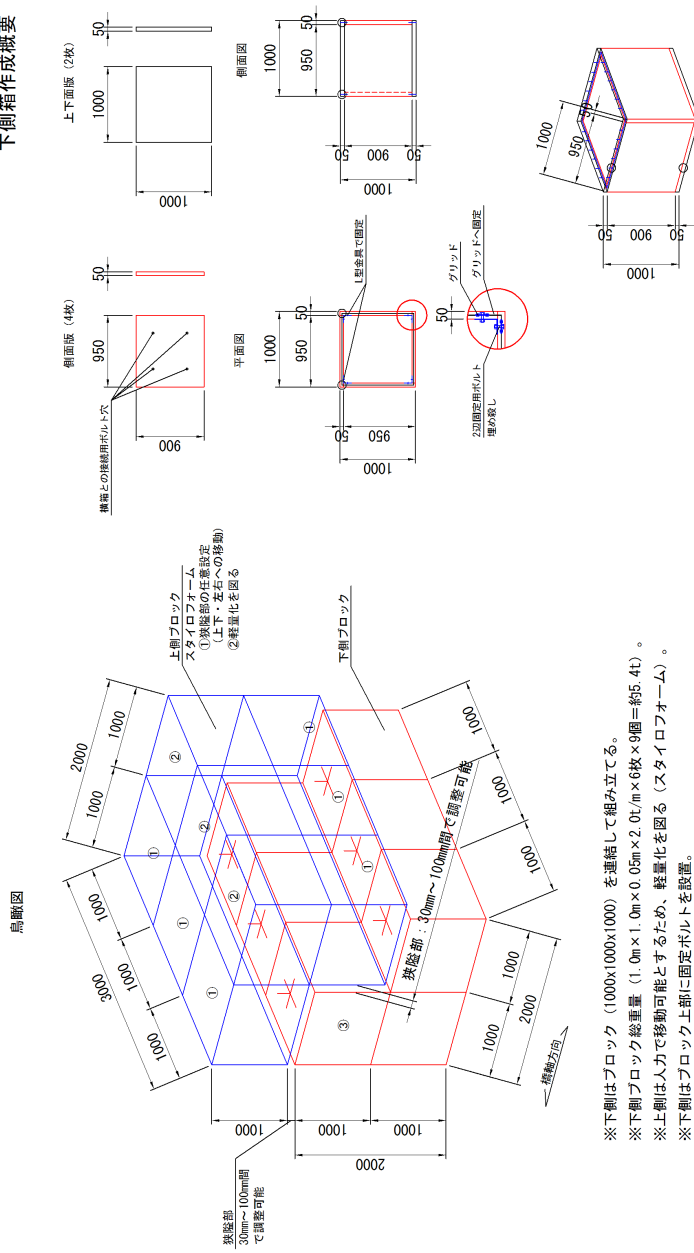 下側箱作成概要
鳥瞰図
2000
1000
1000
3000
1000
1000
1000
上側ブロック
スタイロフォーム
①狭隘部の任意設定
(上下・左右への移動)
②軽量化を図る
下側ブロック
①
①
①
②
②
②
①
①
①
③
狭隘部:30mm~100mm間で調整可能
狭隘部
30mm~100mm間
で調整可能
1000
1000
1000
2000
1000
1000
2000
1000
1000
1000
橋軸方向
側面版 (4枚)
950
50
900
横箱との接続用ボルト穴
上下面版 (2枚)
1000
50
1000
平面図
1000
950
50
50
950
1000
L型金具で固定
グリッド
グリッドへ固定
50
2辺固定用ボルト
埋め殺し
側面図
1000
950
50
50
900
50
1000
1000
950
50
50
900
50
1000
※下側はブロック (1000x1000x1000) を連結して組み立てる。
※下側ブロック総重量 (1.0m×1.0m×0.05m×2.0t/m×6枚×9個=約5.4t) 。
※上側は人力で移動可能とするため、軽量化を図る (スタイロフォーム) 。
※下側はブロック上部に固定ボルトを設置。